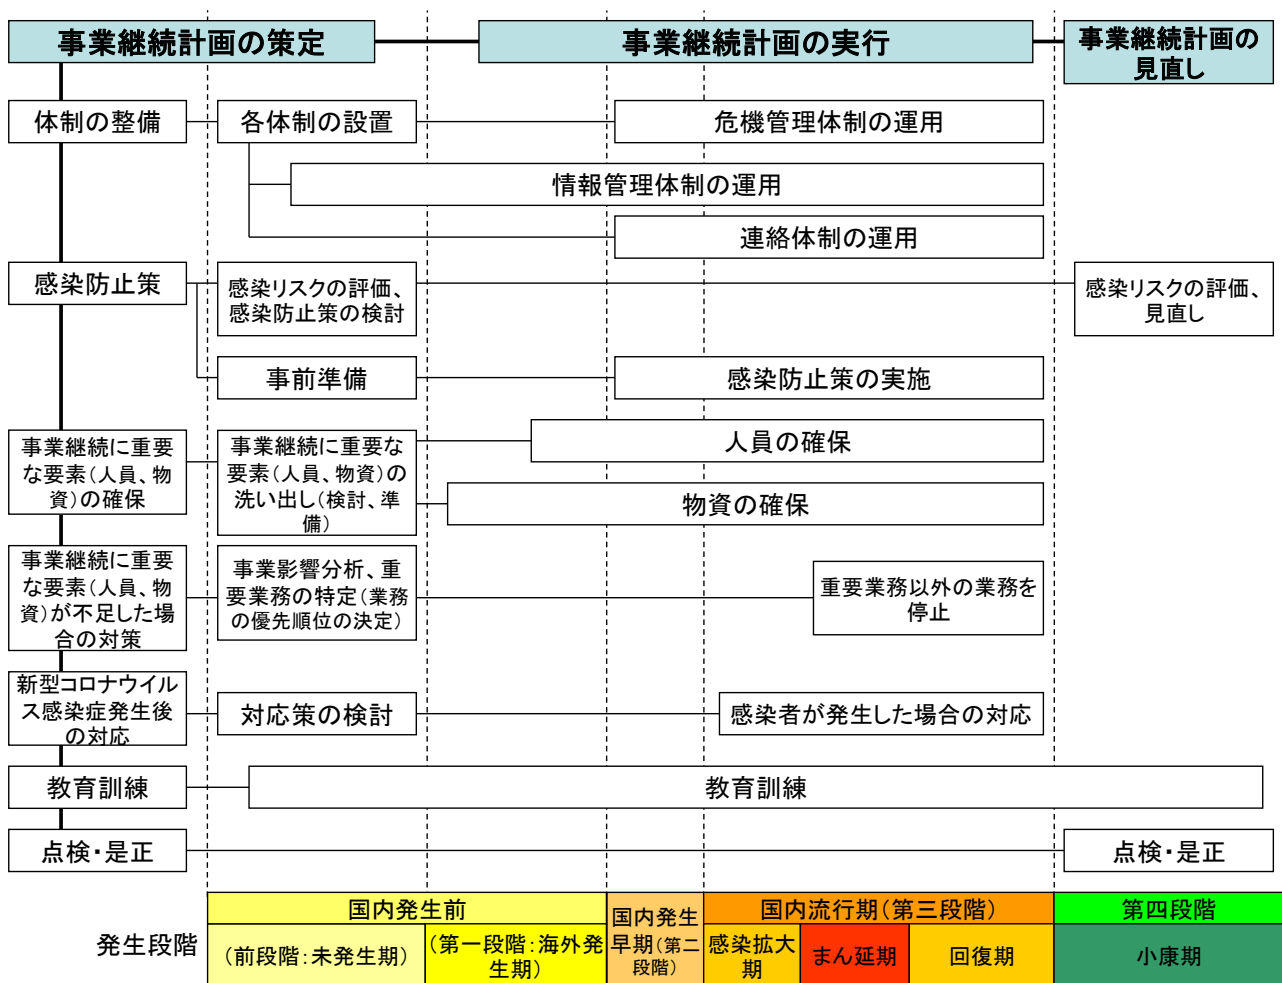 事業継続計画の策定
事業継続計画の実行
事業継続計画の
見直し
体制の整備
各体制の設置
危機管理体制の運用
情報管理体制の運用
連絡体制の運用
感染防止策
感染リスクの評価、
感染防止策の検討
感染リスクの評価、
見直し
事前準備
感染防止策の実施
事業継続に重要
な要素(人員、物
資)の確保
事業継続に重要な
要素(人員、物資)の
洗い出し(検討、準
備)
人員の確保
物資の確保
事業継続に重要
な要素(人員、物
資)が不足した場
合の対策
事業影響分析、重
要業務の特定(業務
の優先順位の決定)
重要業務以外の業務を
停止
新型コロナウイル
ス感染症発生後
の対応
対応策の検討
感染者が発生した場合の対応
教育訓練
教育訓練
点検・是正
点検・是正
発生段階
国内発生前
(前段階:未発生期)
(第一段階:海外発
生期)
国内発生
早期(第二
段階)
国内流行期(第三段階)
感染拡大
期
まん延期
回復期
第四段階
小康期